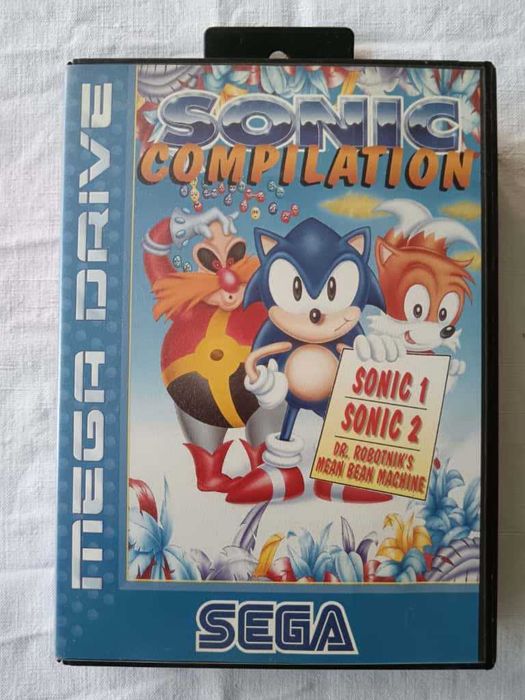 MEGA DRIVE
SONIC
COMPILATION
SONIC 1
SONIC 2
DR. ROBOTNIK'S
MEAN BEAN MACHINE
SEGA